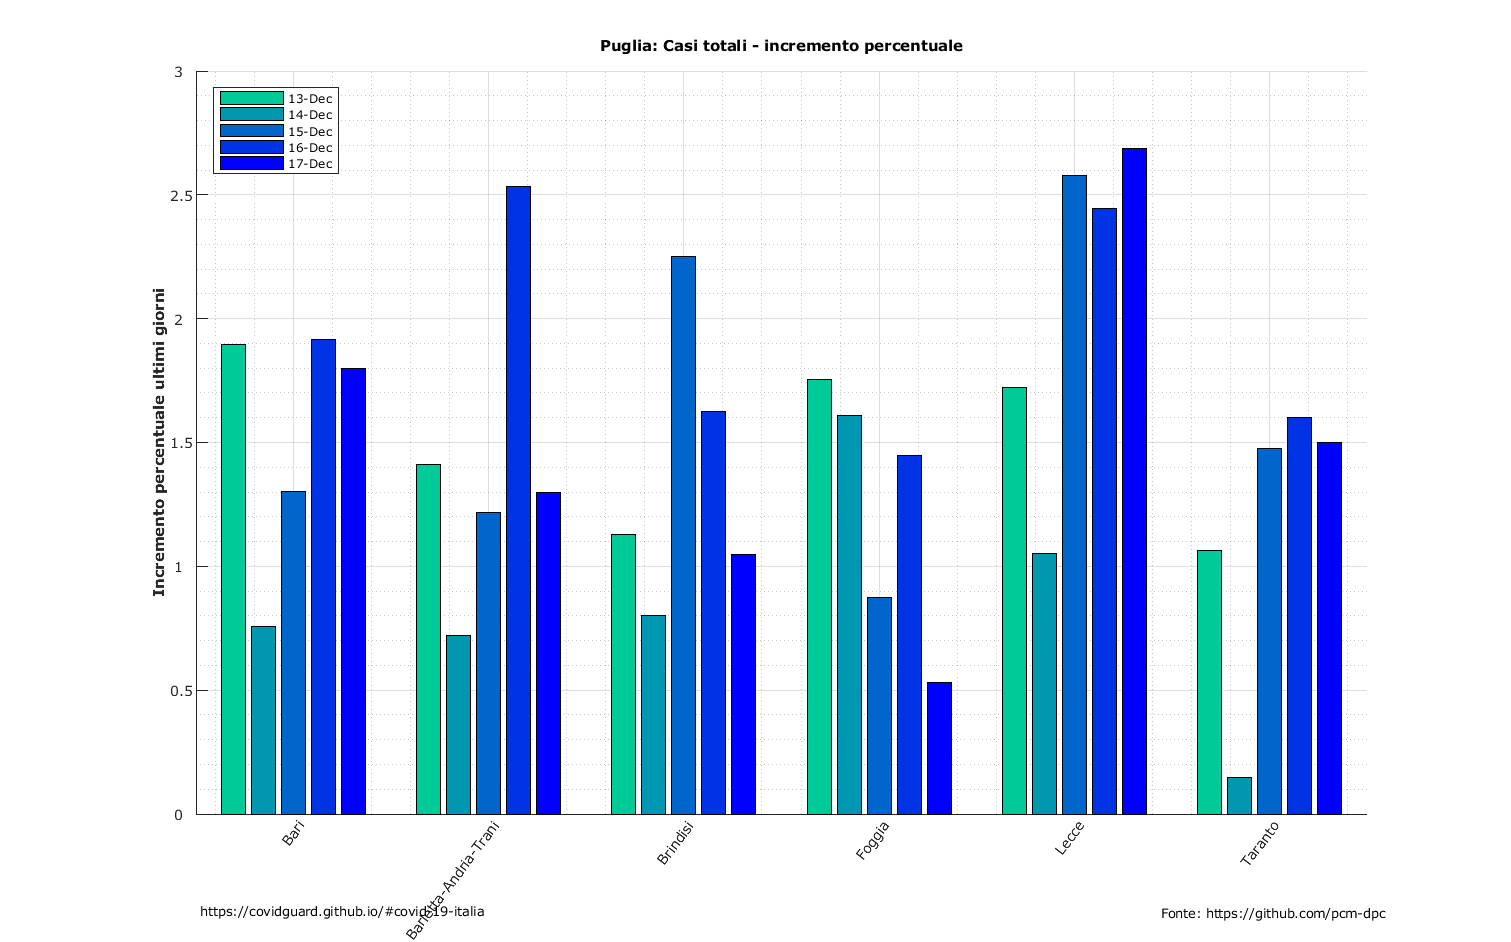 Puglia: Casi totali - incremento percentuale
13-Dec
14-Dec
15-Dec
16-Dec
17-Dec
Incremento percentuale ultimi giorni
3
2.5
2
1.5
1
0.5
0
Bari
Barletta-Andria-Trani
Brindisi
Foggia
Lecce
Taranto
https://covidguard.github.io/#covid-19-italia
Fonte: https://github.com/pcm-dpc